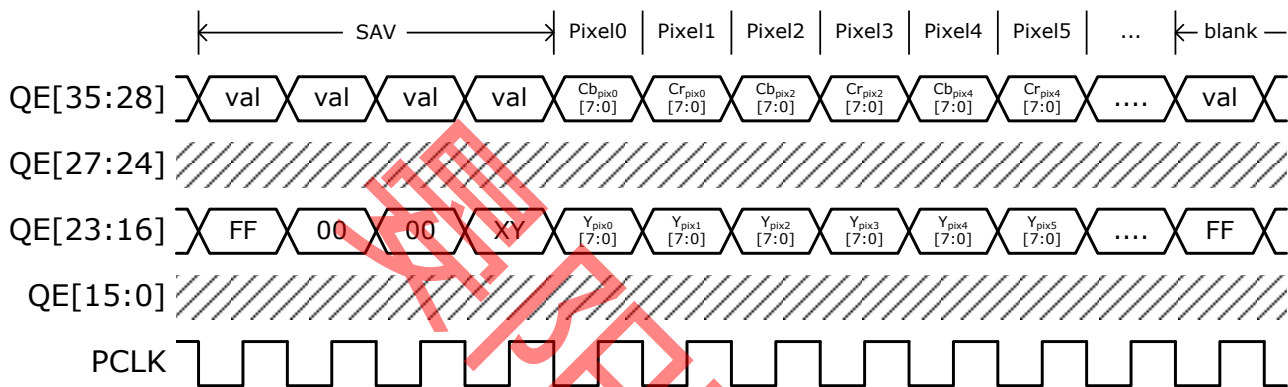 SAV Pixel0 Pixel1 Pixel2 Pixel3 Pixel4 Pixel5 ... blank
QE[35:28] val val val val Cbpix0 [7:0] Crpix0 [7:0] Cbpix2 [7:0] Crpix2 [7:0] Cbpix4 [7:0] Crpix4 [7:0] .... val
QE[27:24]
QE[23:16] FF 00 00 XY Ypix0 [7:0] Ypix1 [7:0] Ypix2 [7:0] Ypix3 [7:0] Ypix4 [7:0] Ypix5 [7:0] .... FF
QE[15:0]
PCLK